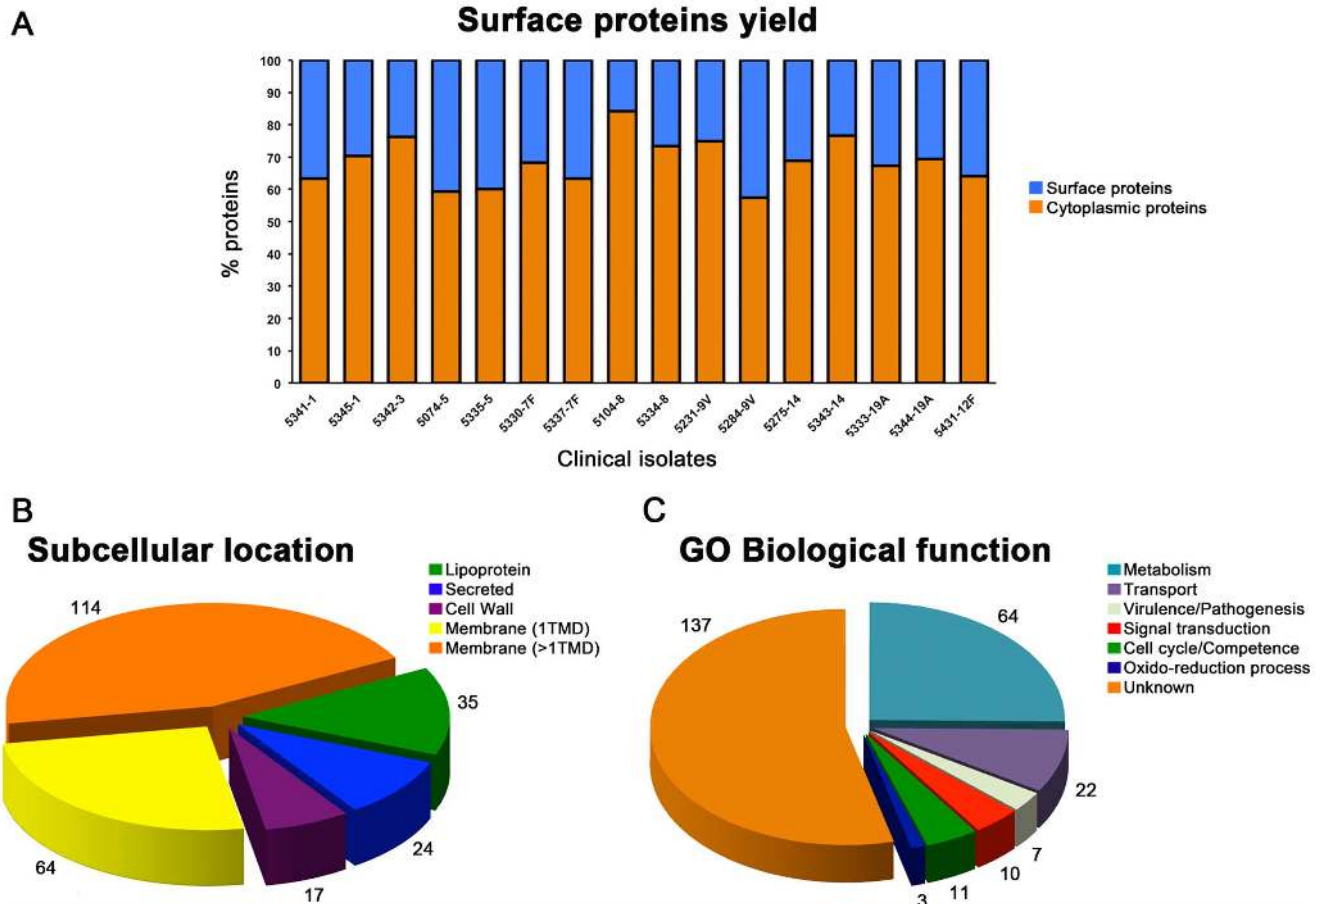 A
Surface proteins yield
100
90
80
70
60
50
40
30
20
10
0
% proteins
Surface proteins
Cytoplasmic proteins
5341-1
5345-1
5342-3
5074-5
5335-5
5330-7F
5337-7F
5104-8
5334-8
5231-9V
5284-9V
5275-14
5343-14
5333-19A
5344-19A
5431-12F
Clinical isolates
B
Subcellular location
Lipoprotein
Secreted
Cell Wall
Membrane (1TMD)
Membrane (>1TMD)
114
35
24
17
64
C
GO Biological function
Metabolism
Transport
Virulence/Pathogenesis
Signal transduction
Cell cycle/Competence
Oxido-reduction process
Unknown
137
64
22
7
10
11
3